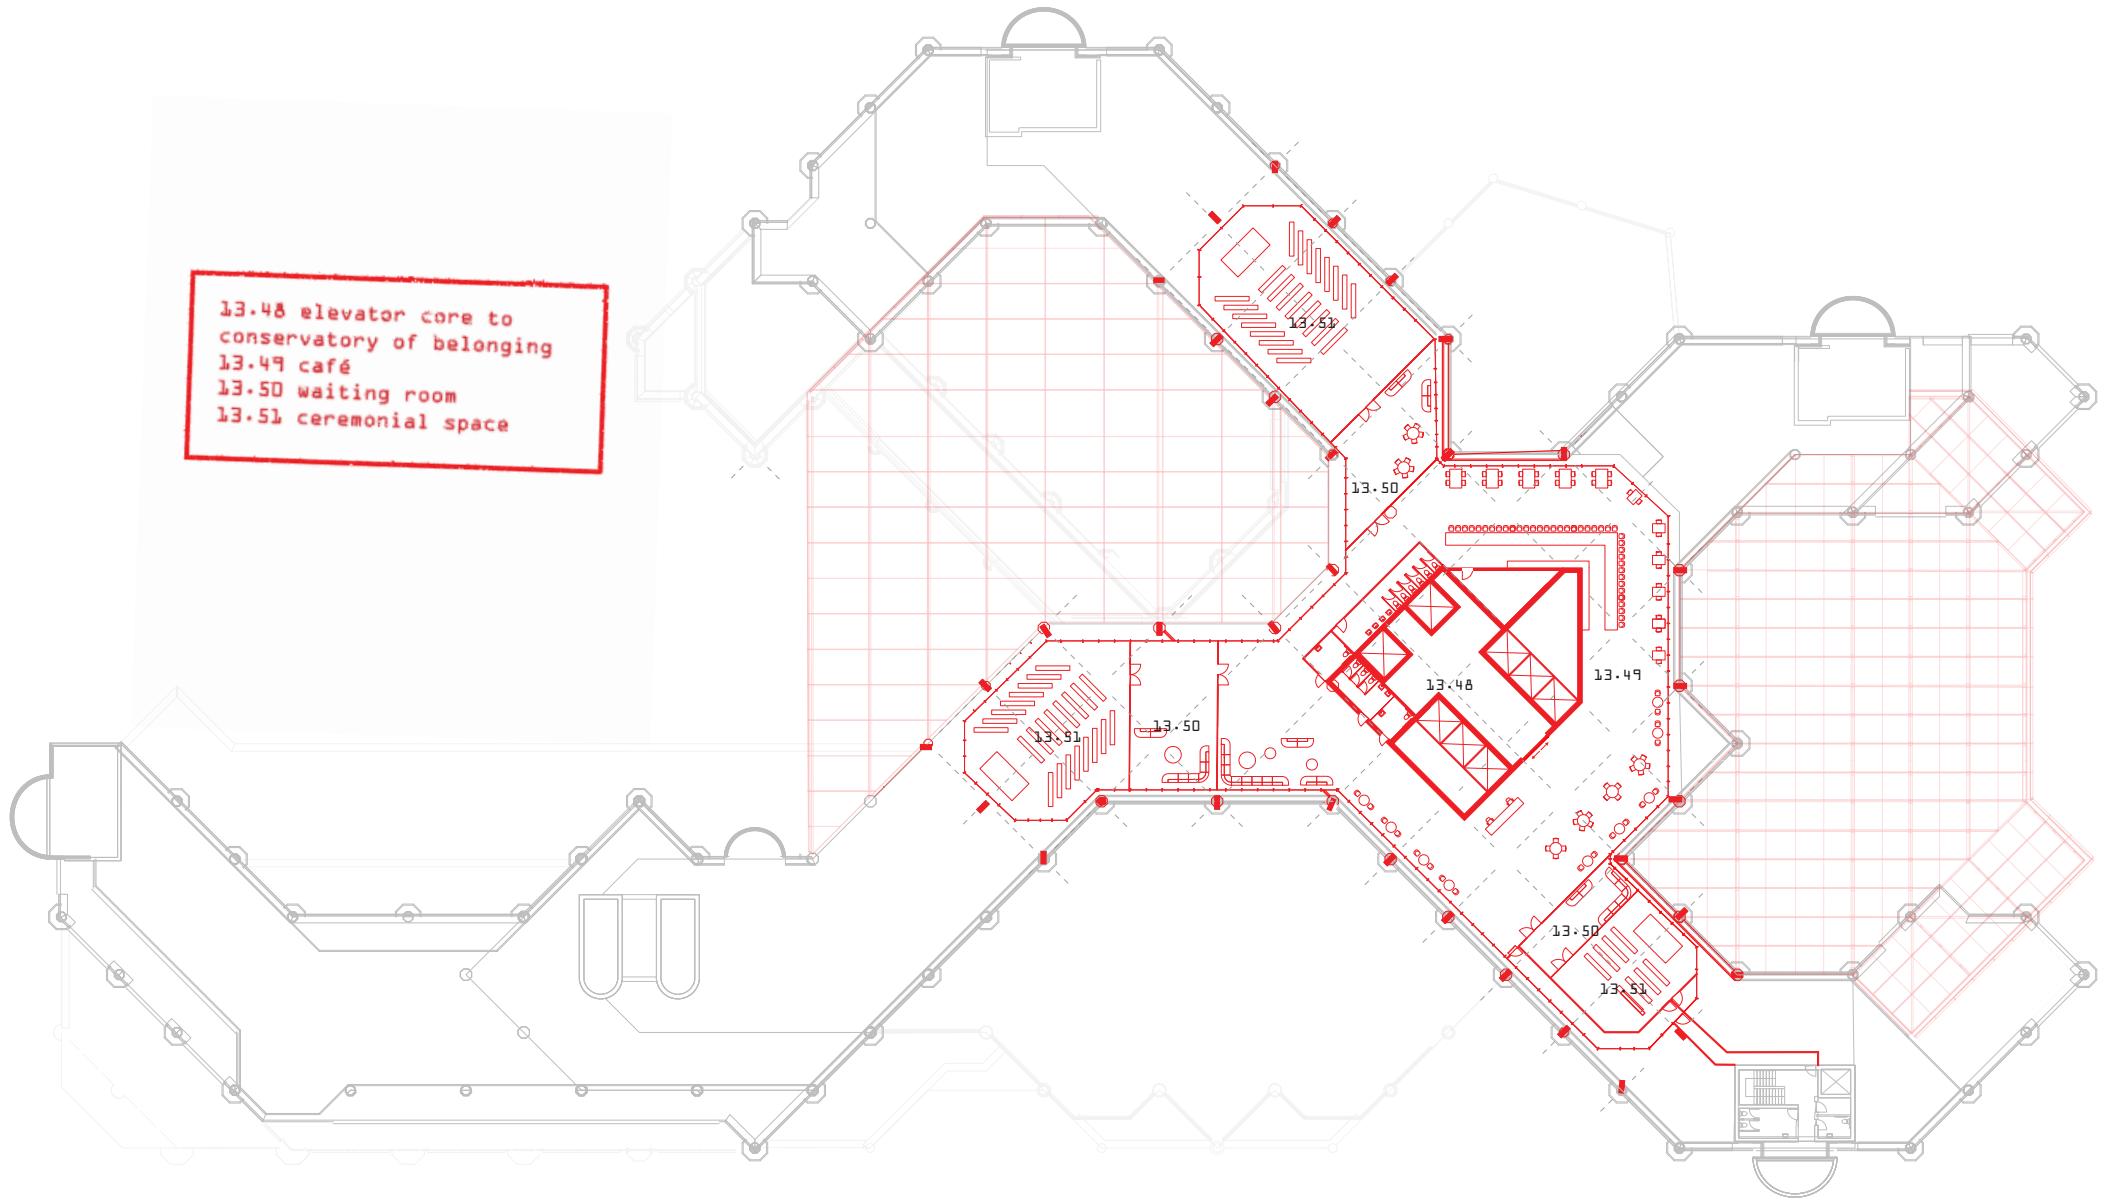 13.48 elevator core to
conservatory of belonging
13.49 café
13.50 waiting room
13.51 ceremonial space
13.51
13.50
13.49
13.48
13.50
13.51
13.50
13.51